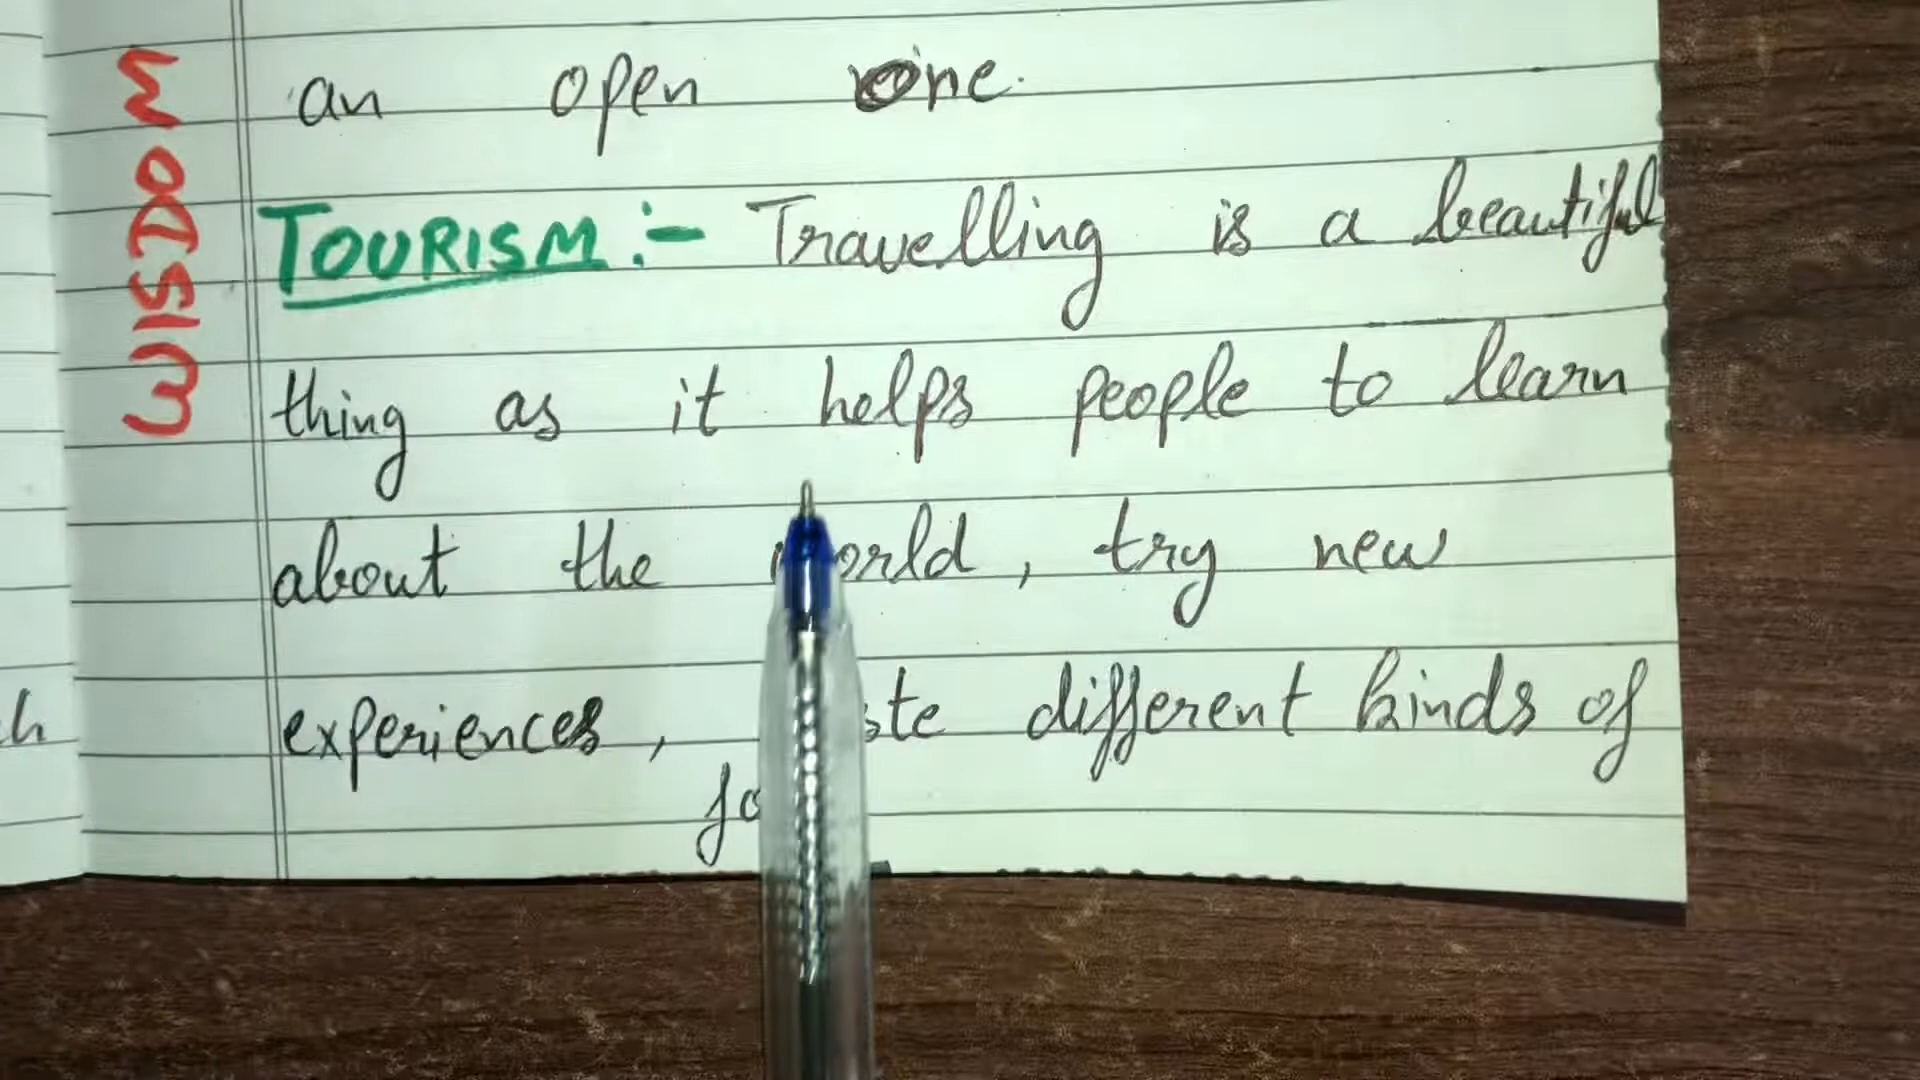 WISDOM
an open one.
TOURISM :- Travelling is a beautiful
thing as it helps people to learn
about the world, try new
experiences, different kinds of